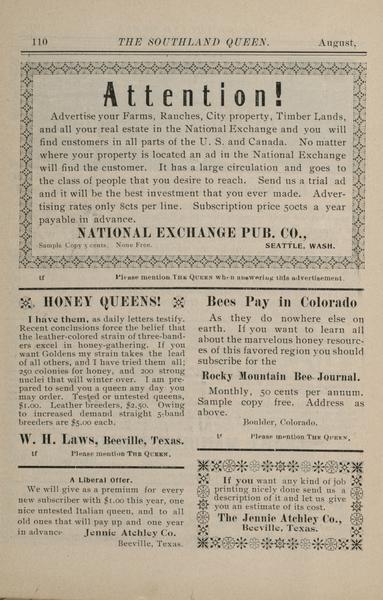 110 THE SOUTHLAND QUEEN. August,
Attention!
Advertise your Farms, Ranches, City property, Timber Lands,
and all your real estate in the National Exchange and you will
find customers in all parts of the U. S. and Canada. No matter
where your property is located an ad in the National Exchange
will find the customer. It has a large circulation and goes to
the class of people that you desire to reach. Send us a trial ad
and it will be the best investment that you ever made. Adver-
tising rates only 8cts per line. Subscription price 50cts a year
payable in advance.
NATIONAL EXCHANGE PUB. CO.,
Sample Copy 5 cents. None Free. SEATTLE, WASH.
tf Please mention THE QUEEN when answering this advertisement.
HONEY QUEENS!
I have them, as daily letters testify.
Recent conclusions force the belief that
the leather-colored strain of three-band-
ers excel in honey-gathering. If you
want Goldens my strain takes the lead
of all others, and I have tried them all;
250 colonies for honey, and 200 strong
nuclei that will winter over. I am pre-
pared to send you a queen any day you
may order. Tested or untested queens,
$1.00. Leather breeders, $2.50. Owing
to increased demand straight 5-band
breeders are $5.00 each.
W. H. Laws, Beeville, Texas.
tf Please mention THE QUEEN.
A Liberal Offer.
We will give as a premium for every
new subscriber with $1.00 this year, one
nice untested Italian queen, and to all
old ones that will pay up and one year
in advance Jennie Atchley Co.
Beeville, Texas.
Bees Pay in Colorado
As they do nowhere else on
earth. If you want to learn all
about the marvelous honey resourc-
es of this favored region you should
subscribe for the
Rocky Mountain Bee Journal.
Monthly, 50 cents per annum.
Sample copy free. Address as
above.
Boulder, Colorado.
tf Please mention THE QUEEN.
If you want any kind of job
printing nicely done send us a
description of it and let us give
you an estimate of its cost.
The Jennie Atchley Co.,
Beeville, Texas.